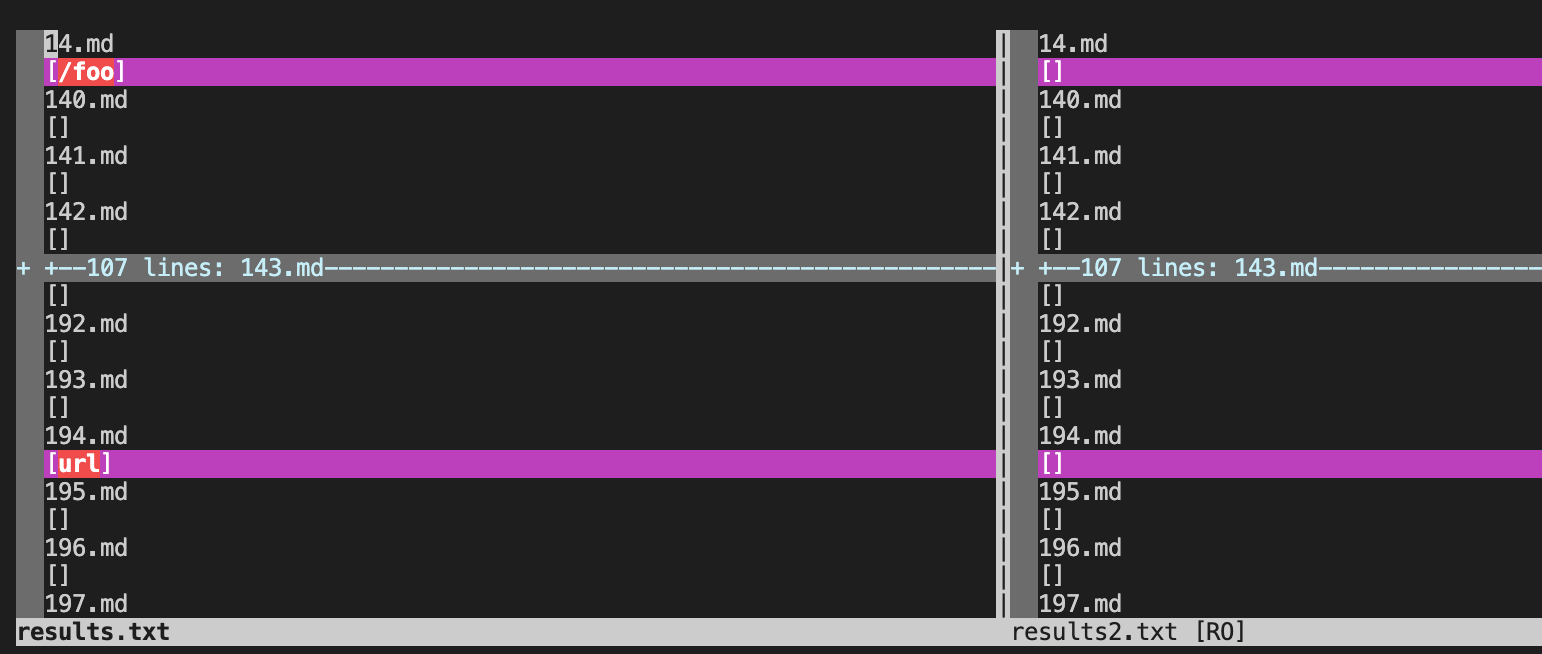 14.md
[/foo]
140.md
[]
141.md
[]
142.md
[]
+ +--107 lines: 143.md------------------------------------------------
[]
192.md
[]
193.md
[]
194.md
[url]
195.md
[]
196.md
[]
197.md
results.txt
14.md
[]
140.md
[]
141.md
[]
142.md
[]
+ +--107 lines: 143.md----------------
[]
192.md
[]
193.md
[]
194.md
[]
195.md
[]
196.md
[]
197.md
results2.txt [RO]